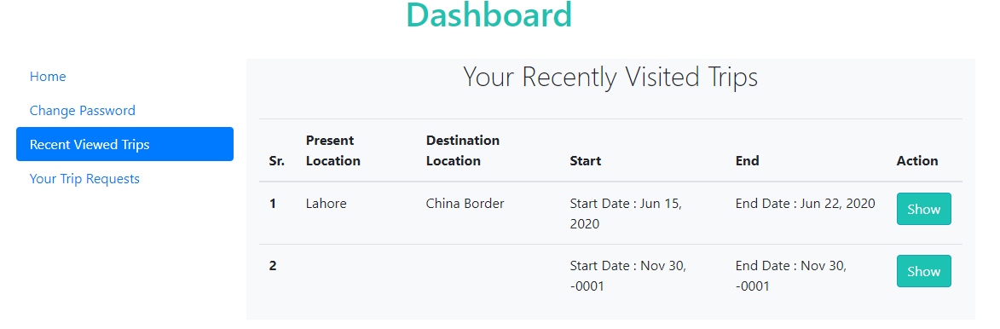 Dashboard
Home
Change Password
Recent Viewed Trips
Your Trip Requests
Your Recently Visited Trips
Sr. Present Location Destination Location Start End Action
1 Lahore China Border Start Date : Jun 15, 2020 End Date : Jun 22, 2020 Show
2 Start Date : Nov 30, -0001 End Date : Nov 30, -0001 Show